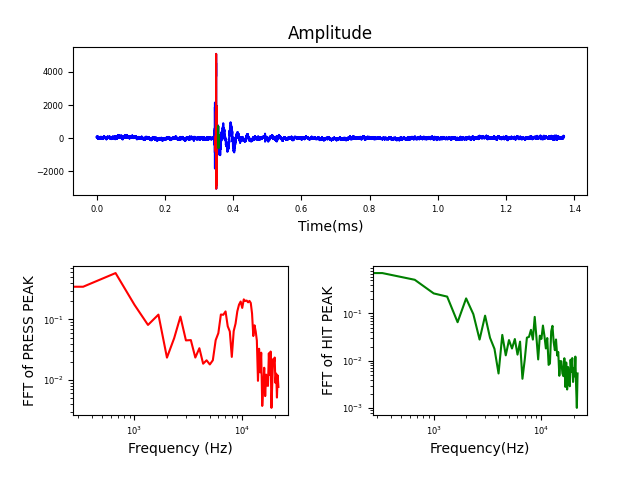 Amplitude
4000
2000
0
−2000
0.0 0.2 0.4 0.6 0.8 1.0 1.2 1.4
Time(ms)
FFT of PRESS PEAK
10⁻¹
10⁻²
10³ 10⁴
Frequency (Hz)
FFT of HIT PEAK
10⁻¹
10⁻²
10⁻³
10³ 10⁴
Frequency(Hz)